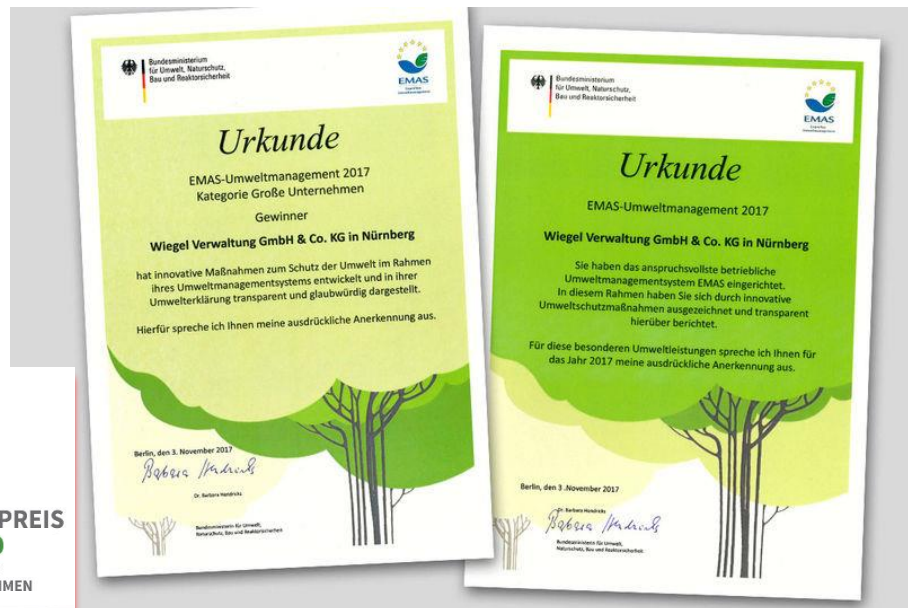 Bundesministerium
für Umwelt, Naturschutz,
Bau und Reaktorsicherheit
EMAS
Urkunde
EMAS-Umweltmanagement 2017
Kategorie Große Unternehmen
Gewinner
Wiegel Verwaltung GmbH & Co. KG in Nürnberg
hat innovative Maßnahmen zum Schutz der Umwelt im Rahmen
ihres Umweltmanagementsystems entwickelt und in ihrer
Umwelterklärung transparent und glaubwürdig dargestellt.
Hierfür spreche ich Ihnen meine ausdrückliche Anerkennung aus.
Berlin, den 3. November 2017
Barbara Hendricks
Dr. Barbara Hendricks
Bundesministerin für Umwelt,
Naturschutz, Bau und Reaktorsicherheit
Bundesministerium
für Umwelt, Naturschutz,
Bau und Reaktorsicherheit
EMAS
Urkunde
EMAS-Umweltmanagement 2017
Wiegel Verwaltung GmbH & Co. KG in Nürnberg
Sie haben das anspruchsvollste betriebliche
Umweltmanagementsystem EMAS eingerichtet.
In diesem Rahmen haben Sie sich durch innovative
Umweltschutzmaßnahmen ausgezeichnet und transparent
hierüber berichtet.
Für diese besonderen Umweltleistungen spreche ich Ihnen für
das Jahr 2017 meine ausdrückliche Anerkennung aus.
Berlin, den 3 .November 2017
Dr. Barbara Hendricks
Barbara Hendricks
Bundesministerin für Umwelt,
Naturschutz, Bau und Reaktorsicherheit
PREIS
HMEN